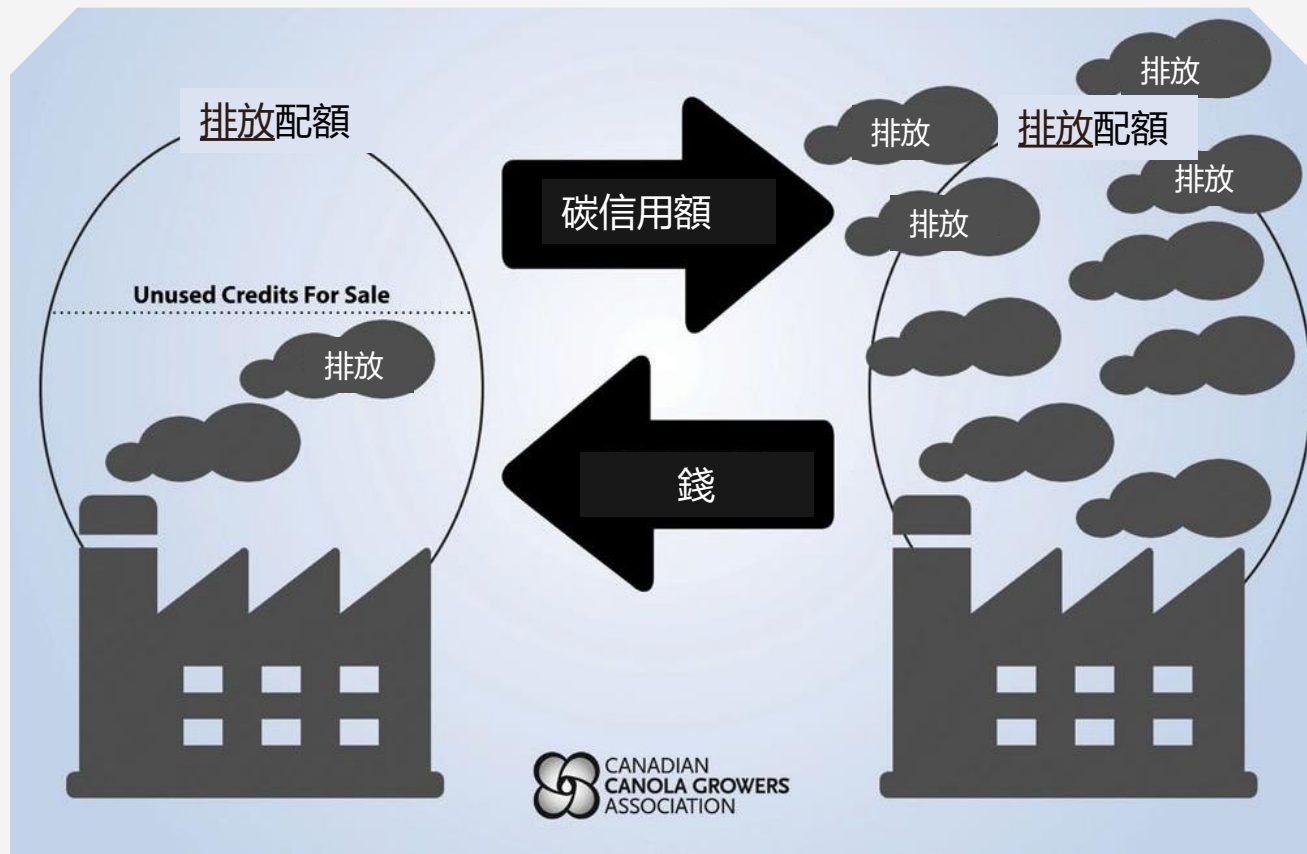 排放配額
Unused Credits For Sale
排放
碳信用額
錢
排放
排放
排放配額
排放
排放
CANADIAN
CANOLA GROWERS
ASSOCIATION